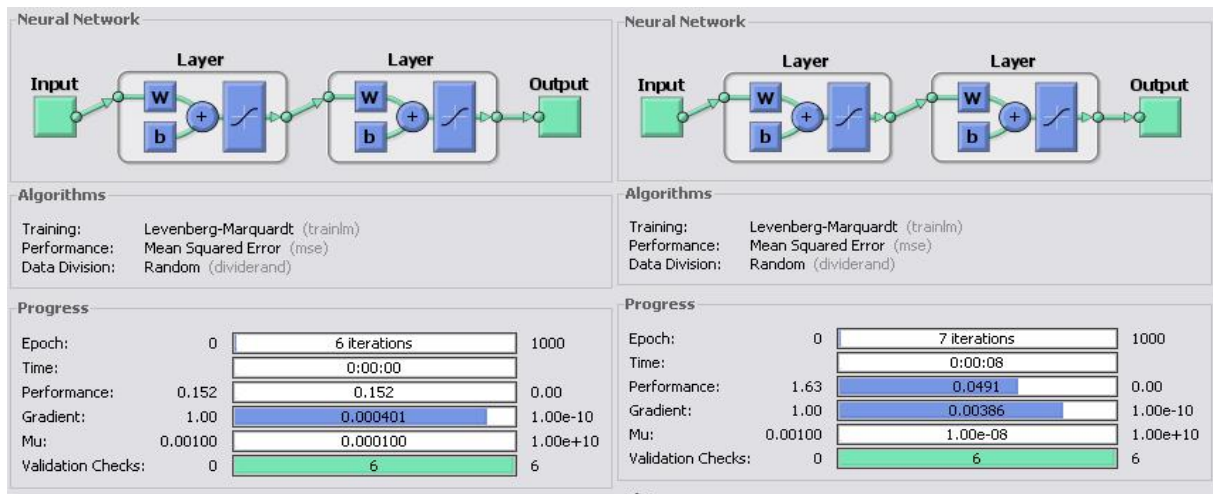 Neural Network
Layer Layer
Input Output
W W
+ +
b b
Algorithms
Training: Levenberg-Marquardt (trainlm)
Performance: Mean Squared Error (mse)
Data Division: Random (dividerand)
Progress
Epoch: 0 6 iterations 1000
Time: 0:00:00
Performance: 0.152 0.152 0.00
Gradient: 1.00 0.000401 1.00e-10
Mu: 0.00100 0.000100 1.00e+10
Validation Checks: 0 6 6
Neural Network
Layer Layer
Input Output
W W
+ +
b b
Algorithms
Training: Levenberg-Marquardt (trainlm)
Performance: Mean Squared Error (mse)
Data Division: Random (dividerand)
Progress
Epoch: 0 7 iterations 1000
Time: 0:00:08
Performance: 1.63 0.0491 0.00
Gradient: 1.00 0.00386 1.00e-10
Mu: 0.00100 1.00e-08 1.00e+10
Validation Checks: 0 6 6